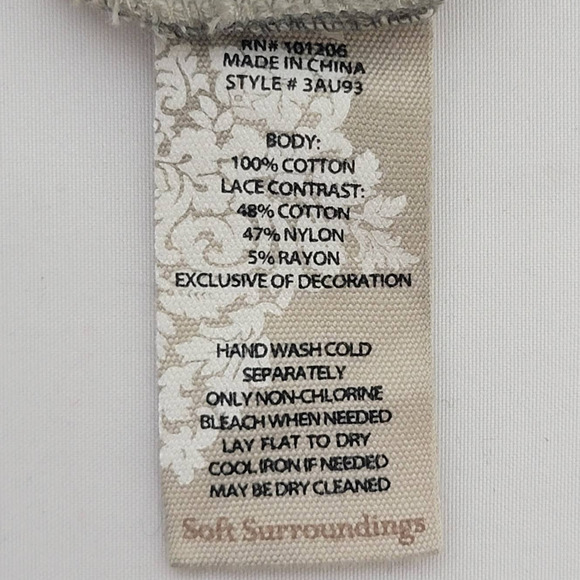 RN# 101206
MADE IN CHINA
STYLE # 3AU93
BODY:
100% COTTON
LACE CONTRAST:
48% COTTON
47% NYLON
5% RAYON
EXCLUSIVE OF DECORATION
HAND WASH COLD
SEPARATELY
ONLY NON-CHLORINE
BLEACH WHEN NEEDED
LAY FLAT TO DRY
COOL IRON IF NEEDED
MAY BE DRY CLEANED
Soft Surroundings